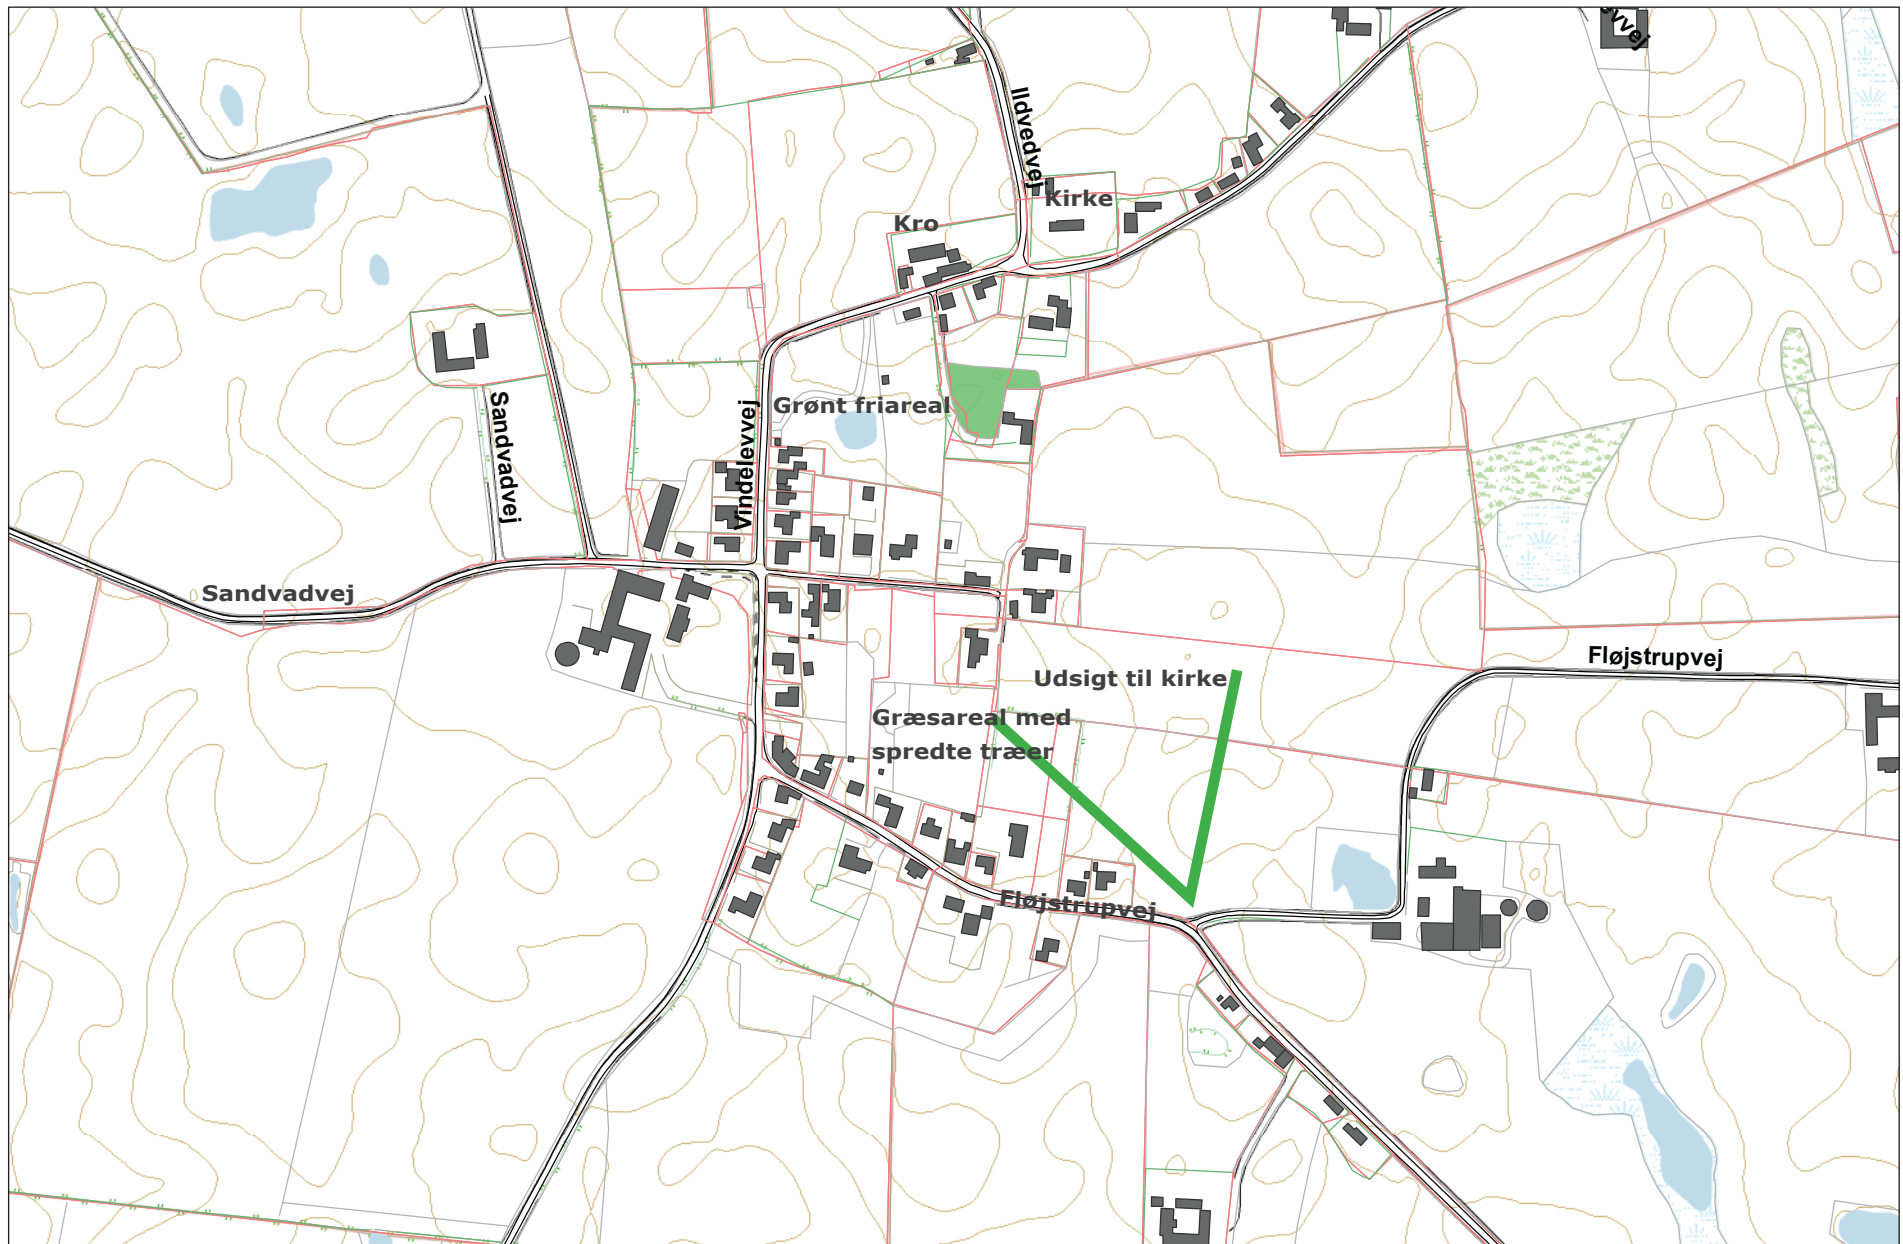 Ildvedvej
Kirke
Kro
Sandvadvej
Vindelevvej
Grønt friareal
Sandvadvej
Fløjstrupvej
Udsigt til kirke
Græsareal med
spredte træer
Fløjstrupvej